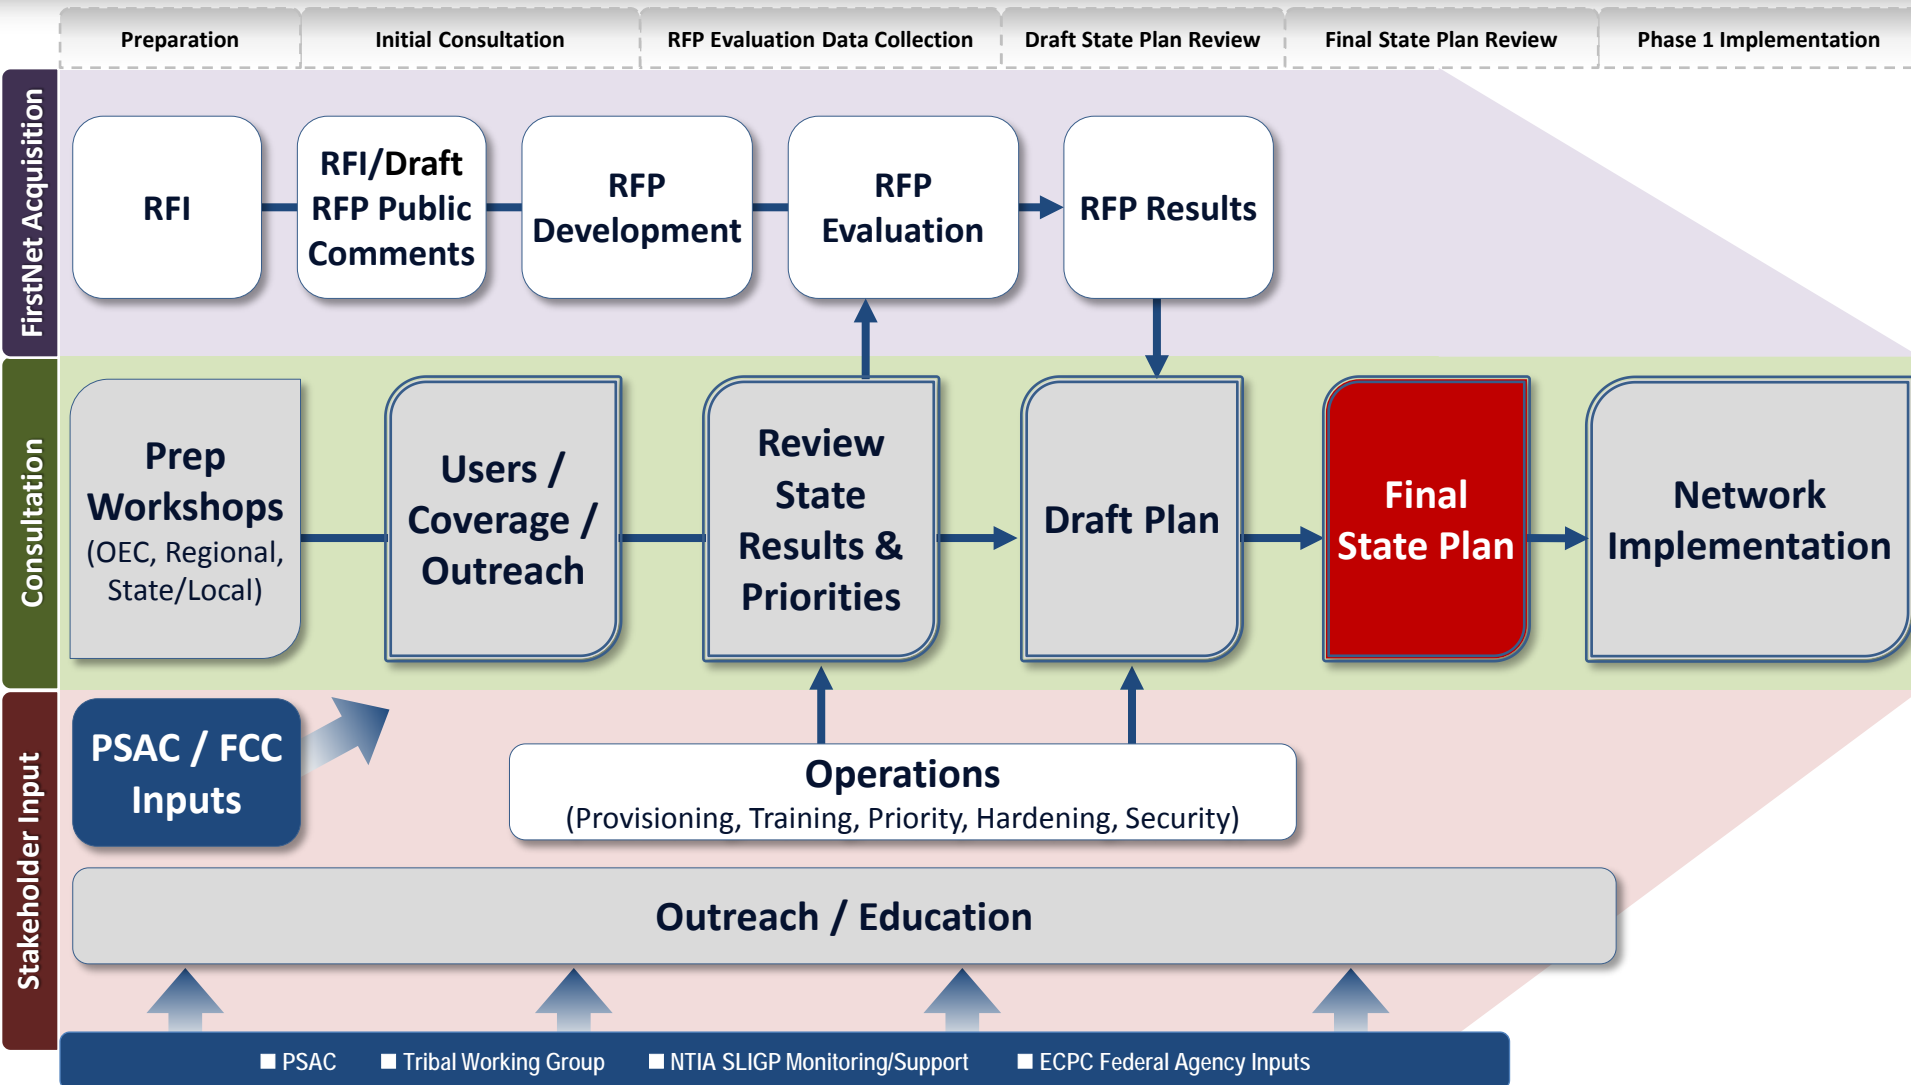 Preparation
Initial Consultation
RFP Evaluation Data Collection
Draft State Plan Review
Final State Plan Review
Phase 1 Implementation
FirstNet Acquisition
RFI
RFI/Draft
RFP Public
Comments
RFP
Development
RFP
Evaluation
RFP Results
Consultation
Prep
Workshops
(OEC, Regional,
State/Local)
Users /
Coverage /
Outreach
Review
State
Results &
Priorities
Draft Plan
Final
State Plan
Network
Implementation
Stakeholder Input
PSAC / FCC
Inputs
Operations
(Provisioning, Training, Priority, Hardening, Security)
Outreach / Education
■ PSAC ■ Tribal Working Group ■ NTIA SLIGP Monitoring/Support ■ ECPC Federal Agency Inputs